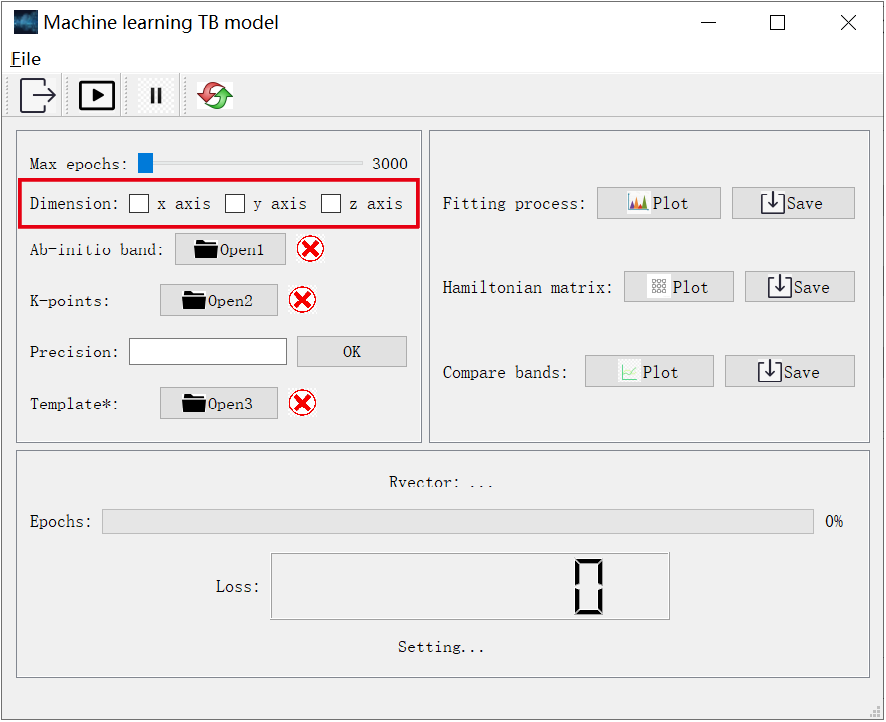 Machine learning TB model
File
Max epochs: 3000
Dimension: x axis y axis z axis
Ab-initio band: Open1
K-points: Open2
Precision: OK
Template*: Open3
Fitting process: Plot Save
Hamiltonian matrix: Plot Save
Compare bands: Plot Save
Rvector: ...
Epochs: 0%
Loss: 0
Setting...